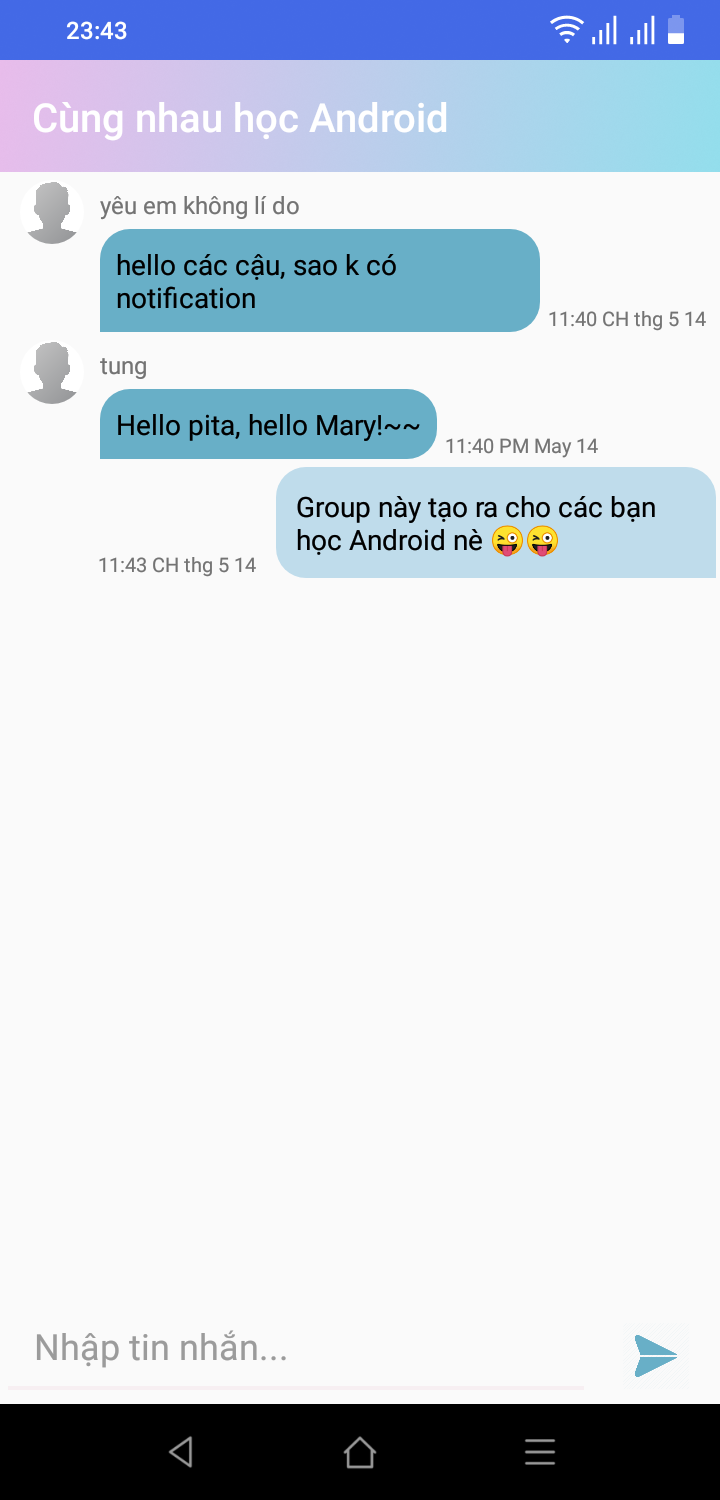 23:43
Cùng nhau học Android
yêu em không lí do
hello các cậu, sao k có
notification
11:40 CH thg 5 14
tung
Hello pita, hello Mary!~~
11:40 PM May 14
Group này tạo ra cho các bạn
học Android nè 😜😜
11:43 CH thg 5 14
Nhập tin nhắn...